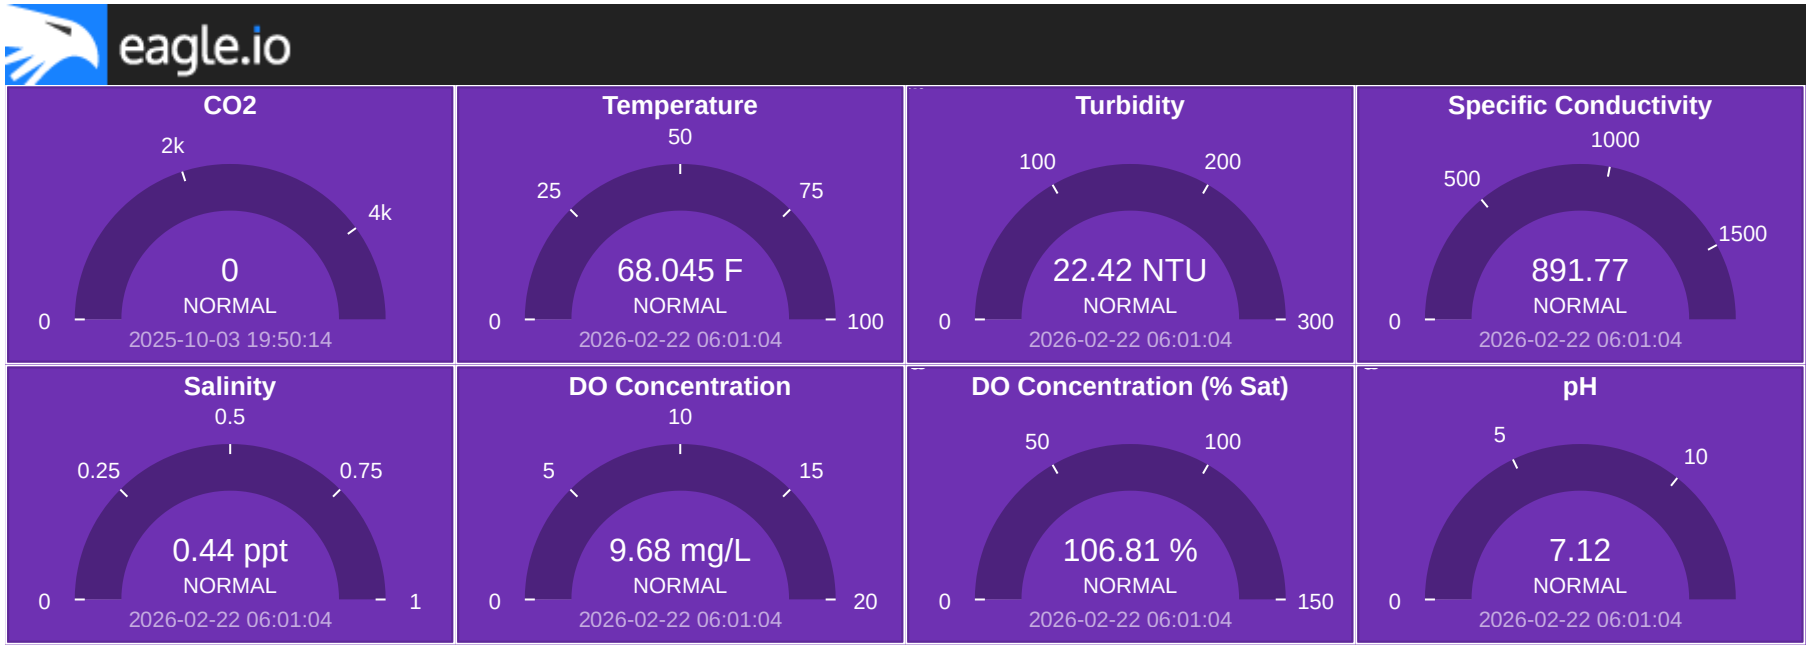 eagle.io
CO2
2k
4k
0
0
NORMAL
2025-10-03 19:50:14
Temperature
50
25
75
68.045 F
NORMAL
0
100
2026-02-22 06:01:04
Turbidity
100
200
22.42 NTU
NORMAL
0
300
2026-02-22 06:01:04
Specific Conductivity
1000
500
1500
891.77
NORMAL
0
2026-02-22 06:01:04
Salinity
0.5
0.25
0.75
0.44 ppt
NORMAL
0
1
2026-02-22 06:01:04
DO Concentration
10
5
15
9.68 mg/L
NORMAL
0
20
2026-02-22 06:01:04
DO Concentration (% Sat)
50
100
106.81 %
NORMAL
0
150
2026-02-22 06:01:04
pH
5
10
7.12
NORMAL
0
2026-02-22 06:01:04